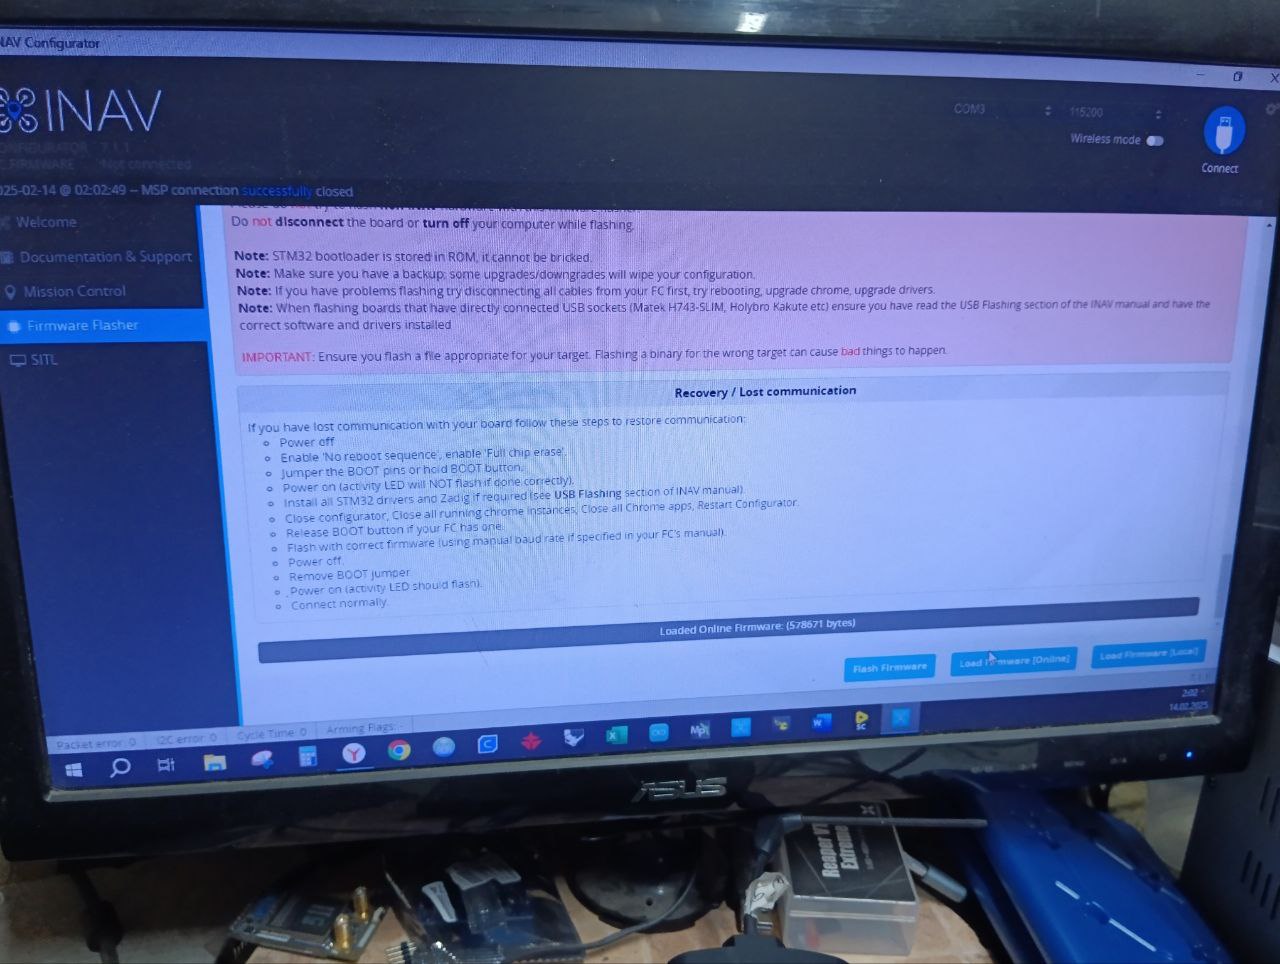 NAV Configurator
INAV
CONFIGURATOR 7.1.1
FIRMWARE Not connected
COM3
115200
Wireless mode
Connect
025-02-14 @ 02:02:49 -- MSP connection successfully closed
Welcome
Documentation & Support
Mission Control
Firmware Flasher
SITL
Do not disconnect the board or turn off your computer while flashing.
Note: STM32 bootloader is stored in ROM, it cannot be bricked.
Note: Make sure you have a backup; some upgrades/downgrades will wipe your configuration.
Note: If you have problems flashing try disconnecting all cables from your FC first, try rebooting, upgrade chrome, upgrade drivers.
Note: When flashing boards that have directly connected USB sockets (Matek H743-SLIM, Holybro Kakute etc) ensure you have read the USB Flashing section of the INAV manual and have the
correct software and drivers installed
IMPORTANT: Ensure you flash a file appropriate for your target. Flashing a binary for the wrong target can cause bad things to happen.
Recovery / Lost communication
If you have lost communication with your board follow these steps to restore communication:
Power off
Enable 'No reboot sequence', enable 'Full chip erase'.
Jumper the BOOT pins or hold BOOT button.
Power on (activity LED will NOT flash if done correctly).
Install all STM32 drivers and Zadig if required (see USB Flashing section of INAV manual).
Close configurator, Close all running chrome instances, Close all Chrome apps, Restart Configurator.
Release BOOT button if your FC has one.
Flash with correct firmware (using manual baud rate if specified in your FC's manual).
Power off.
Remove BOOT jumper.
Power on (activity LED should flash).
Connect normally.
Loaded Online Firmware: (578671 bytes)
Flash Firmware
Load Firmware [Online]
Load Firmware [Local]
7.1.1
Packet error: 0
I2C error: 0
Cycle Time: 0
Arming Flags: -
2:02
14.02.2025
ASUS
Reaper V
Extreme